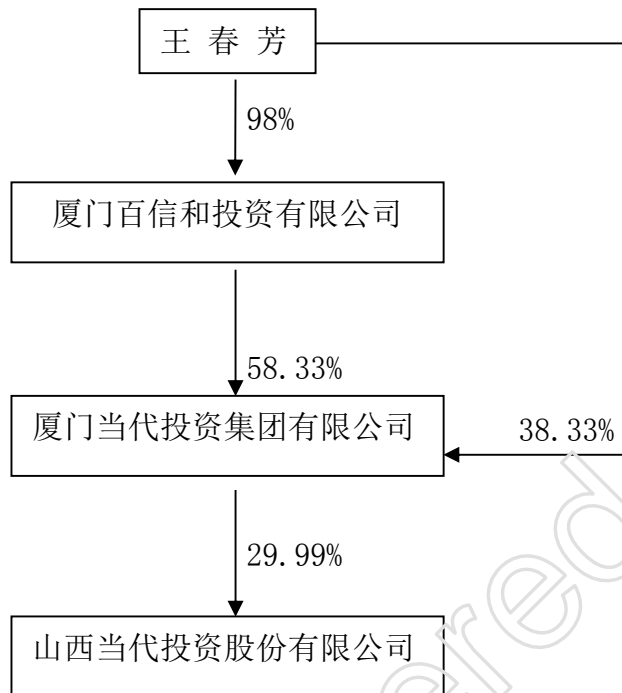 王 春 芳
98%
厦门百信和投资有限公司
58.33%
厦门当代投资集团有限公司
38.33%
29.99%
山西当代投资股份有限公司
ered